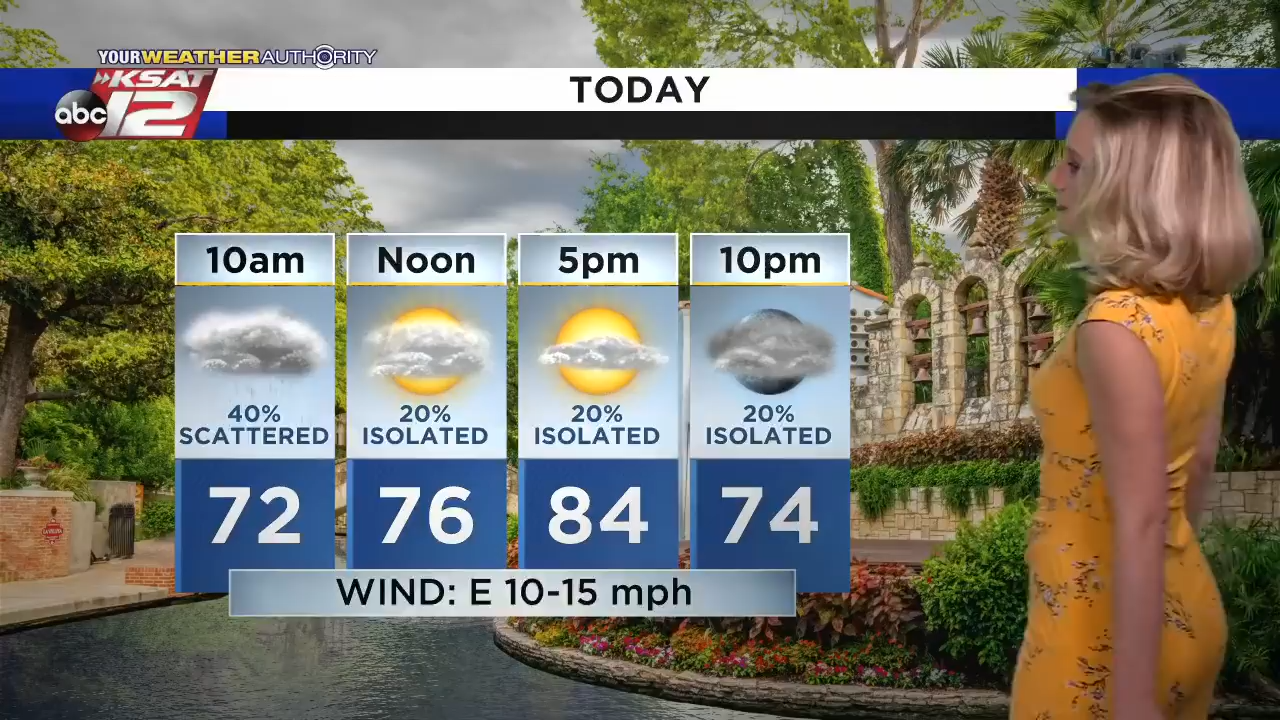 YOURWEATHERAUTHORITY
KSAT
abc 12
TODAY
10am Noon 5pm 10pm
40% 20% 20% 20%
SCATTERED ISOLATED ISOLATED ISOLATED
72 76 84 74
WIND: E 10-15 mph